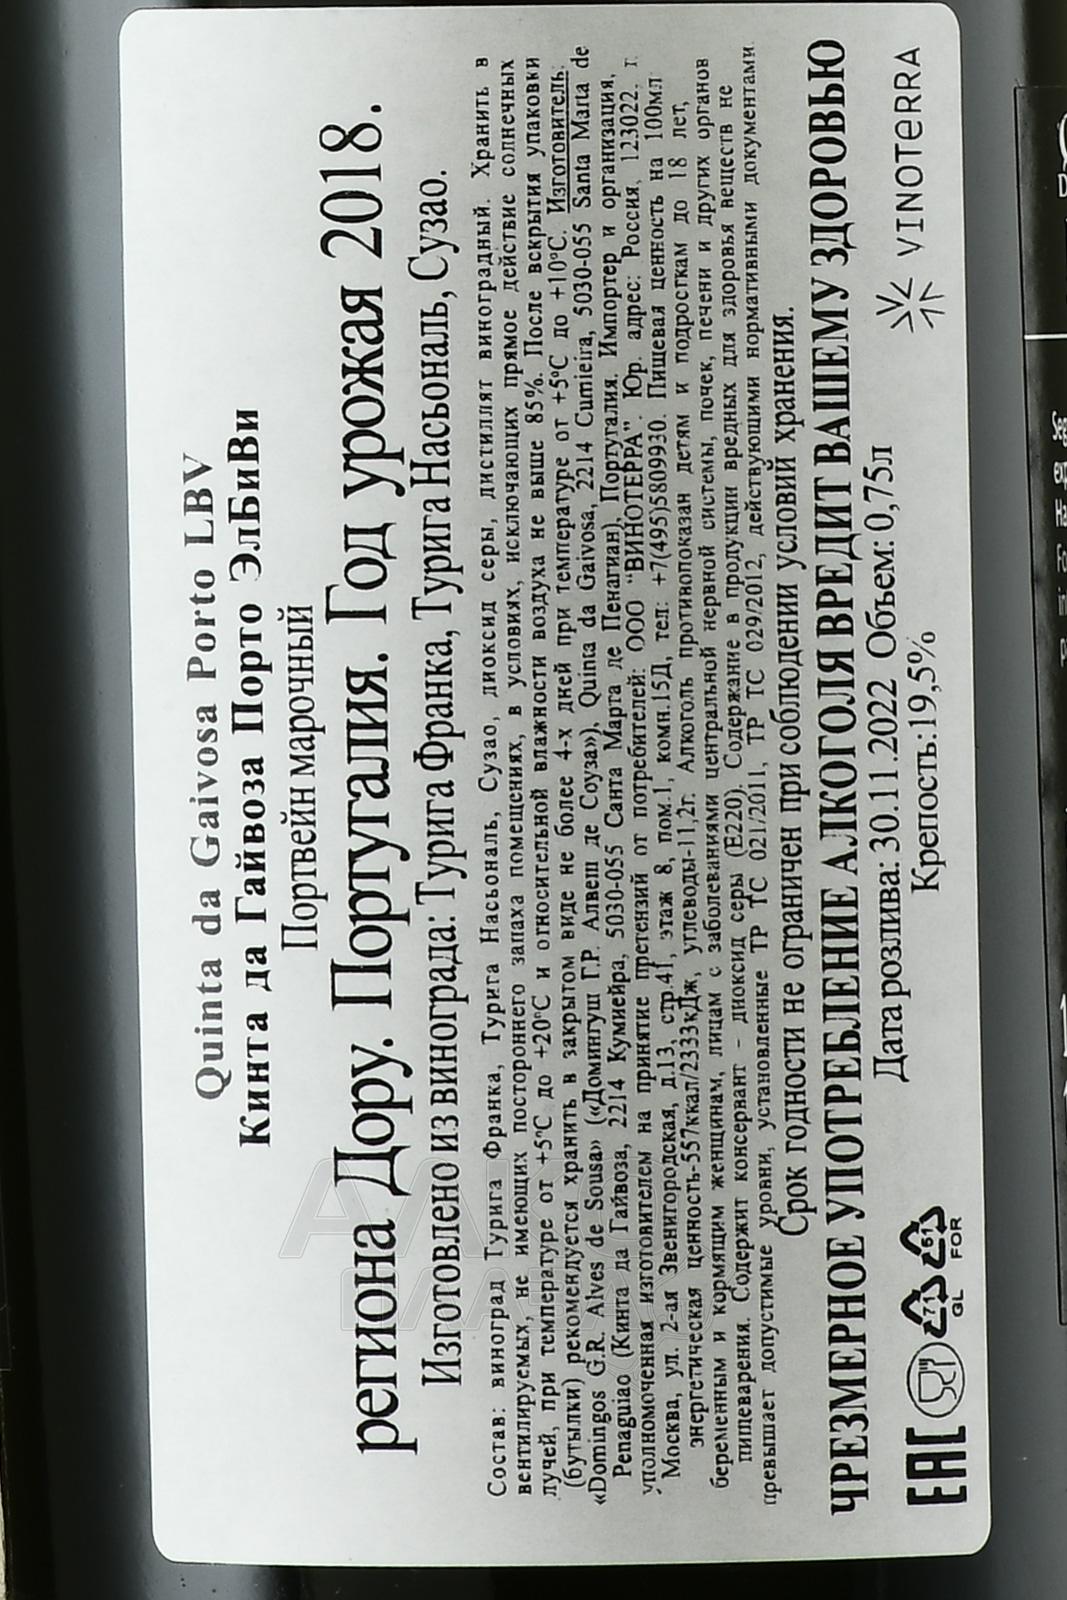 Quinta da Gaivosa Porto LBV
Кинта да Гайвоза Порто ЭлБиВи
Портвейн марочный
региона Дору. Португалия. Год урожая 2018.
Изготовлено из винограда: Турига Франка, Турига Насьональ, Сузао.
Состав: виноград Турига Франка, Турига Насьональ, Сузао, диоксид серы, дистиллят виноградный. Хранить в
вентилируемых, не имеющих постороннего запаха помещениях, в условиях, исключающих прямое действие солнечных
лучей, при температуре от +5°С до +20°С и относительной влажности воздуха не выше 85%. После вскрытия упаковки
(бутылки) рекомендуется хранить в закрытом виде не более 4-х дней при температуре от +5°С до +10°С. Изготовитель:
«Domingos G.R. Alves de Sousa» («Домингуш Г.Р. Алвеш де Соуза»), Quinta da Gaivosa, 2214 Cumieira, 5030-055 Santa Marta de
Penaguiao (Кинта да Гайвоза, 2214 Кумиейра, 5030-055 Санта Марта де Пенагиан), Португалия. Импортер и организация,
уполномоченная изготовителем на принятие претензий от потребителей: ООО "ВИНОТЕРРА". Юр. адрес: Россия, 123022, г.
Москва, ул. 2-ая Звенигородская, д.13, стр.41, этаж 8, пом.1, комн.15Д, тел: +7(495)5809930. Пищевая ценность на 100мл
энергетическая ценность-557ккал/2333кДж, углеводы-11,2г. Алкоголь противопоказан детям и подросткам до 18 лет,
беременным и кормящим женщинам, лицам с заболеваниями центральной нервной системы, почек, печени и других органов
пищеварения. Содержит консервант – диоксид серы (Е220). Содержание в продукции вредных для здоровья веществ не
превышает допустимые уровни, установленные ТР ТС 021/2011, ТР ТС 029/2012, действующими нормативными документами.
Срок годности не ограничен при соблюдении условий хранения.
ЧРЕЗМЕРНОЕ УПОТРЕБЛЕНИЕ АЛКОГОЛЯ ВРЕДИТ ВАШЕМУ ЗДОРОВЬЮ
Дата розлива: 30.11.2022 Объем: 0,75л
Крепость:19,5%
EAC
71
GL
51
FOR
VINOTERRA